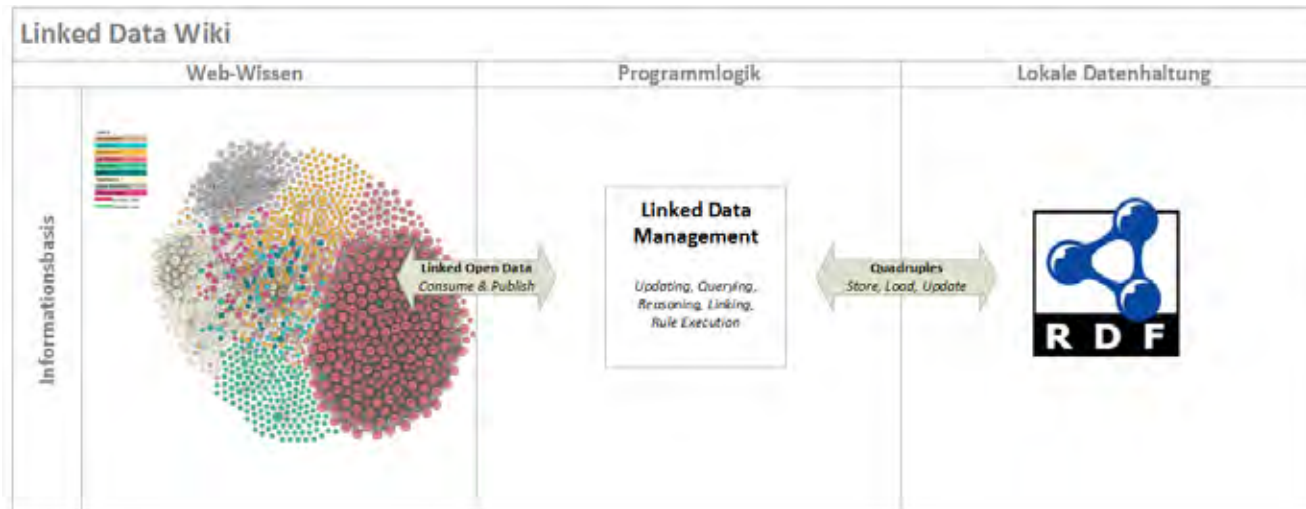 Linked Data Wiki
Web-Wissen
Programmlogik
Lokale Datenhaltung
Informationsbasis
Linked Open Data
Consume & Publish
Linked Data
Management
Updating, Querying,
Reasoning, Linking,
Rule Execution
Quadruples
Store, Load, Update
RDF